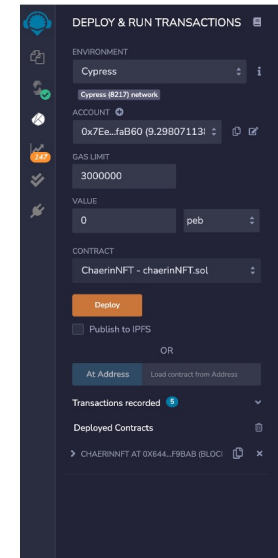 DEPLOY & RUN TRANSACTIONS
ENVIRONMENT
Cypress
Cypress (8217) network
ACCOUNT
0x7Ee...faB60 (9.298071138
GAS LIMIT
3000000
VALUE
0 peb
CONTRACT
ChaerinNFT - chaerinNFT.sol
Deploy
Publish to IPFS
OR
At Address Load contract from Address
Transactions recorded 5
Deployed Contracts
CHAERINNFT AT 0X644...F9BAB (BLOC
147